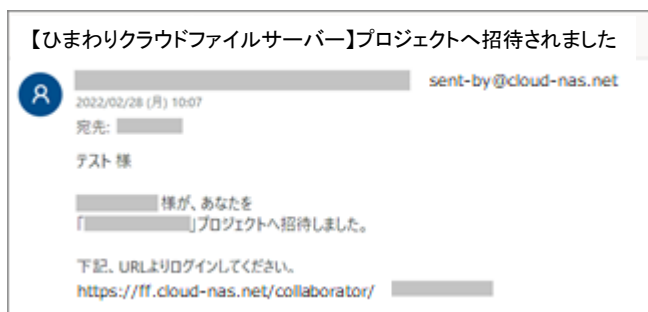 【ひまわりクラウドファイルサーバー】プロジェクトへ招待されました
sent-by@cloud-nas.net
2022/02/28 (月) 10:07
宛先:
テスト 様
様が、あなたを
「 」プロジェクトへ招待しました。
下記、URLよりログインしてください。
https://ff.cloud-nas.net/collaborator/